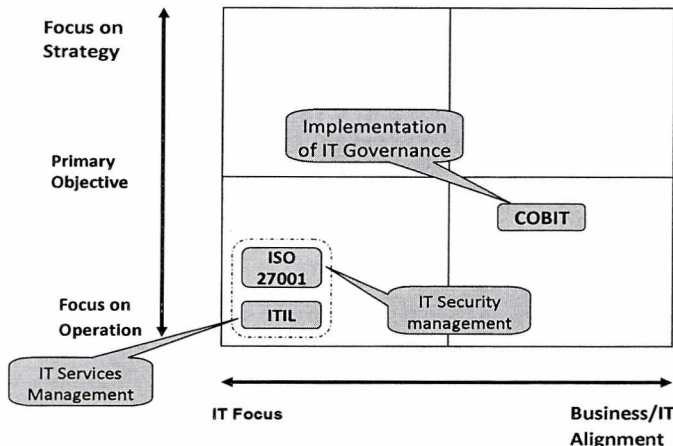 Focus on
Strategy
Implementation
of IT Governance
Primary
Objective
COBIT
ISO
27001
IT Security
management
Focus on
Operation
ITIL
IT Services
Management
IT Focus
Business/IT
Alignment